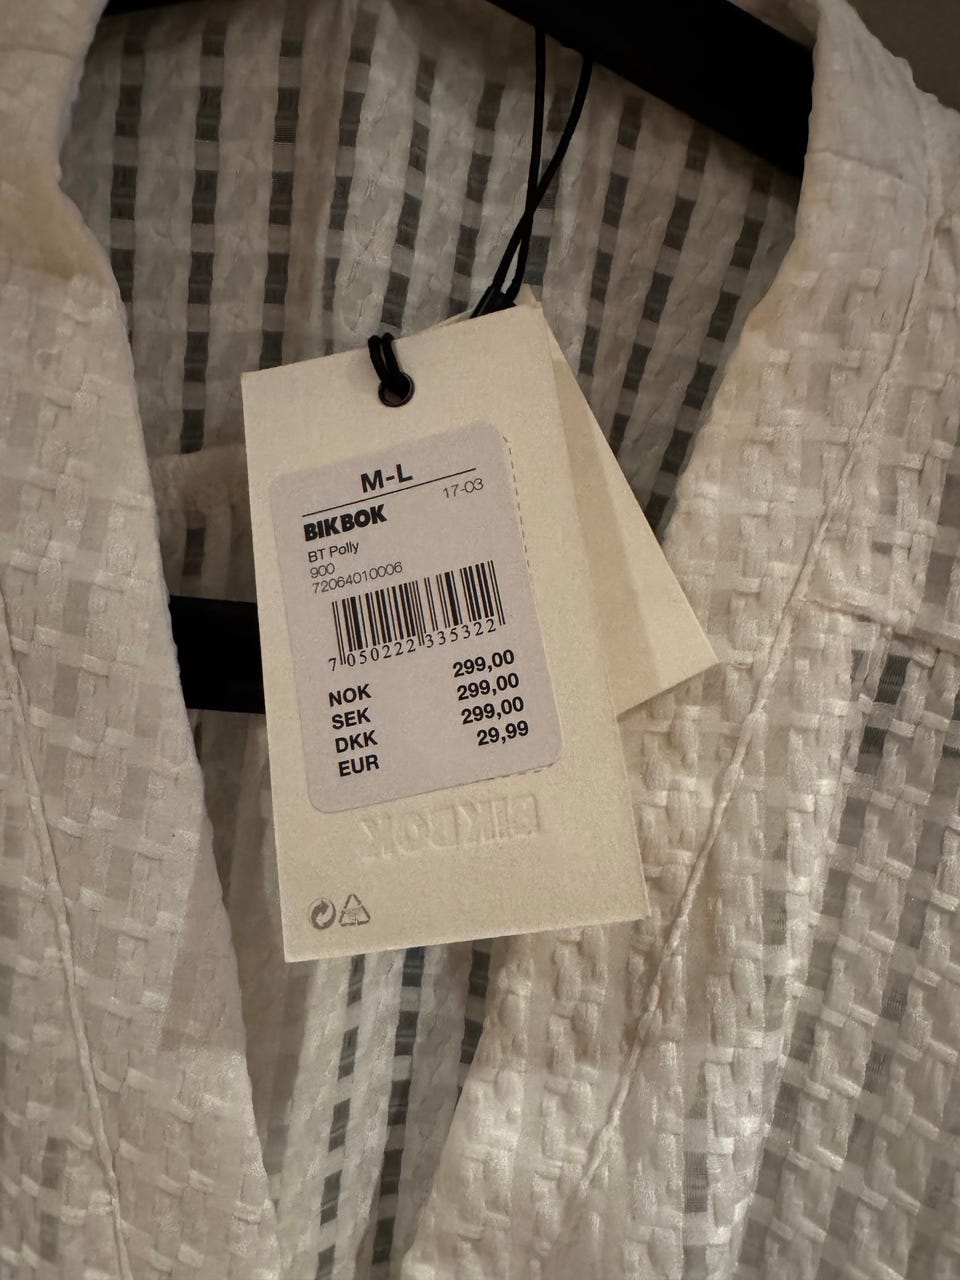 M-L
17-03
BIKBOK
BT Polly
900
72064010006
7 050222 335322
NOK 299,00
SEK 299,00
DKK 299,00
EUR 29,99
BIKBOK